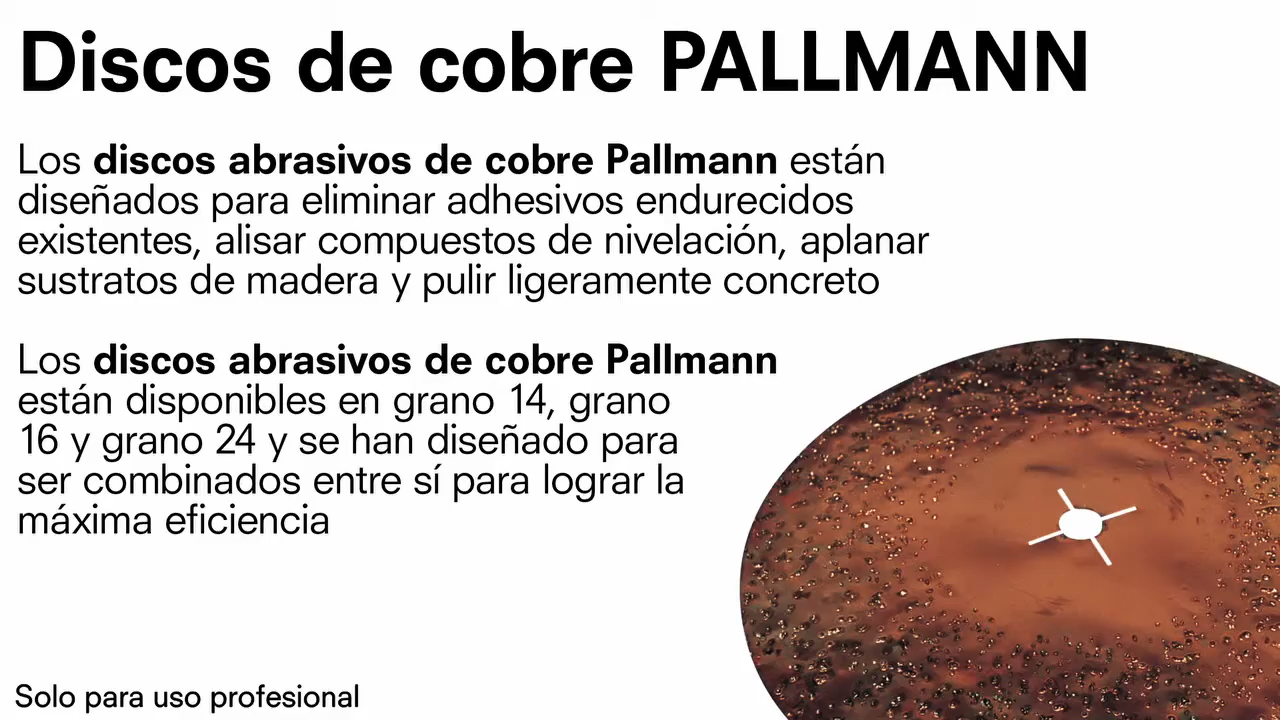 Discos de cobre PALLMANN
Los discos abrasivos de cobre Pallmann están
diseñados para eliminar adhesivos endurecidos
existentes, alisar compuestos de nivelación, aplanar
sustratos de madera y pulir ligeramente concreto
Los discos abrasivos de cobre Pallmann
están disponibles en grano 14, grano
16 y grano 24 y se han diseñado para
ser combinados entre sí para lograr la
máxima eficiencia
Solo para uso profesional